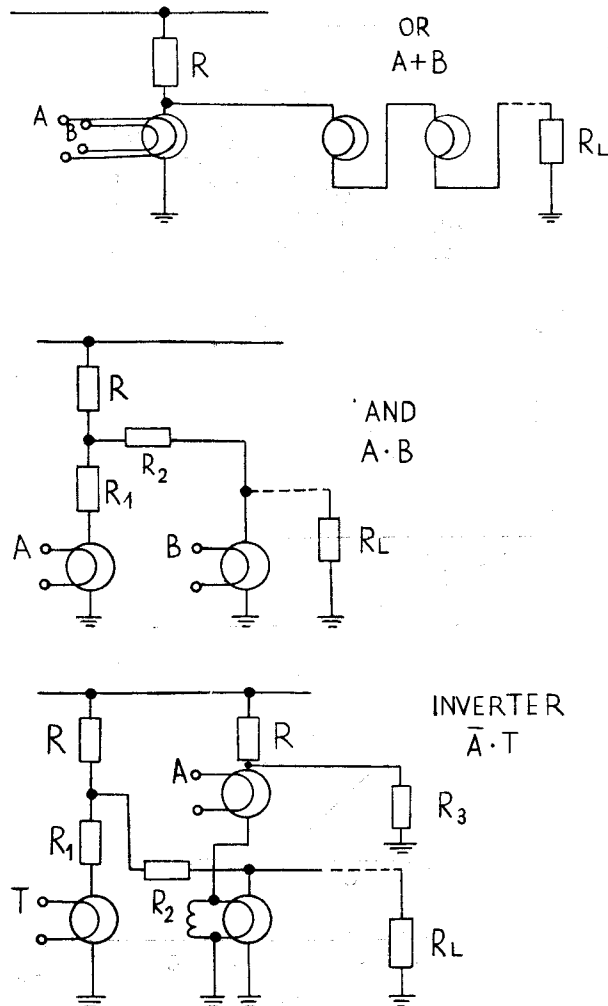 OR
A+B
R
A
B
R_L
R
AND
A·B
R_2
R_1
A
B
R_L
INVERTER
Ā·T
R
R
A
R_3
R_1
R_2
T
R_L